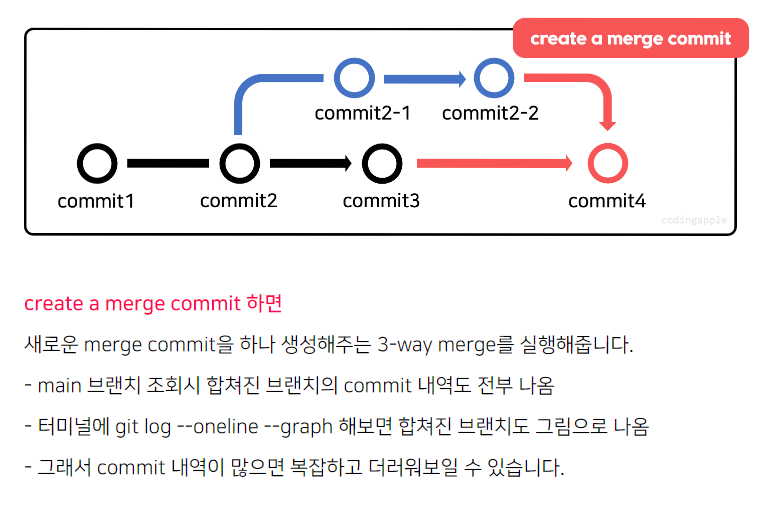 create a merge commit
commit2-1
commit2-2
commit1
commit2
commit3
commit4
codingapple
create a merge commit 하면
새로운 merge commit을 하나 생성해주는 3-way merge를 실행해줍니다.
- main 브랜치 조회시 합쳐진 브랜치의 commit 내역도 전부 나옴
- 터미널에 git log --oneline --graph 해보면 합쳐진 브랜치도 그림으로 나옴
- 그래서 commit 내역이 많으면 복잡하고 더러워보일 수 있습니다.